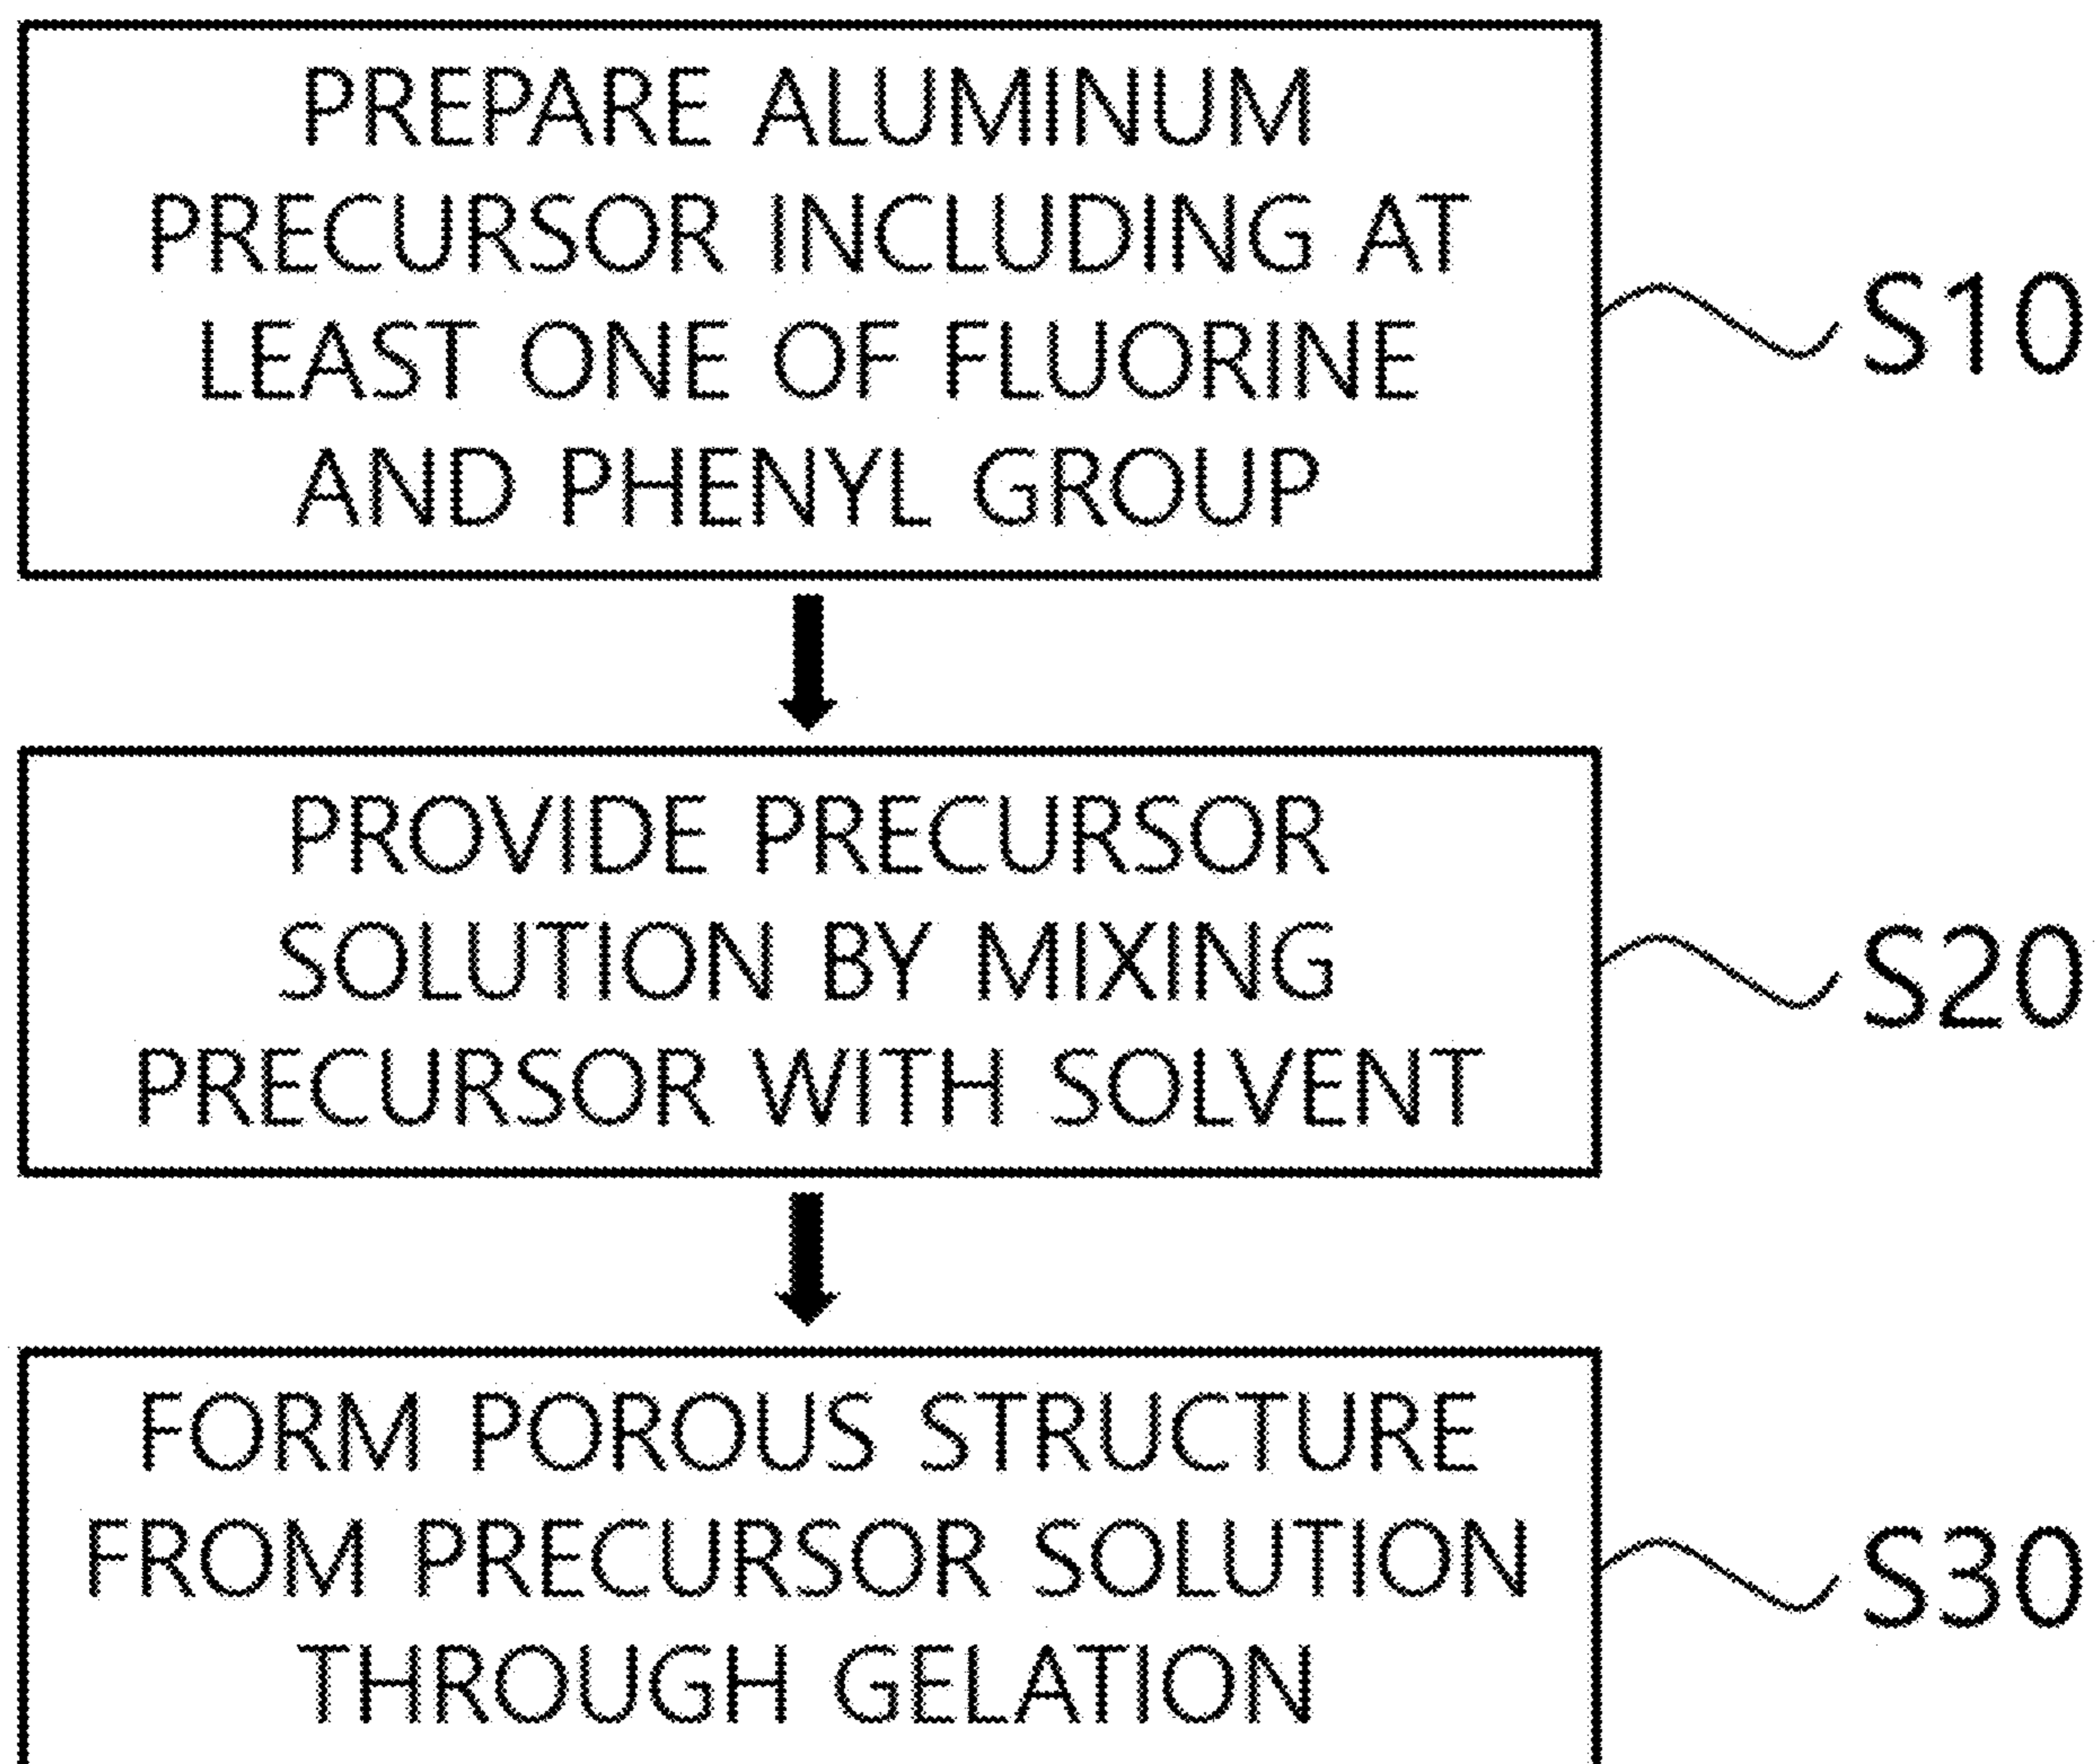 PREPARE ALUMINUM
PRECURSOR INCLUDING AT
LEAST ONE OF FLUORINE
AND PHENYL GROUP
S10
PROVIDE PRECURSOR
SOLUTION BY MIXING
PRECURSOR WITH SOLVENT
S20
FORM POROUS STRUCTURE
FROM PRECURSOR SOLUTION
THROUGH GELATION
S30